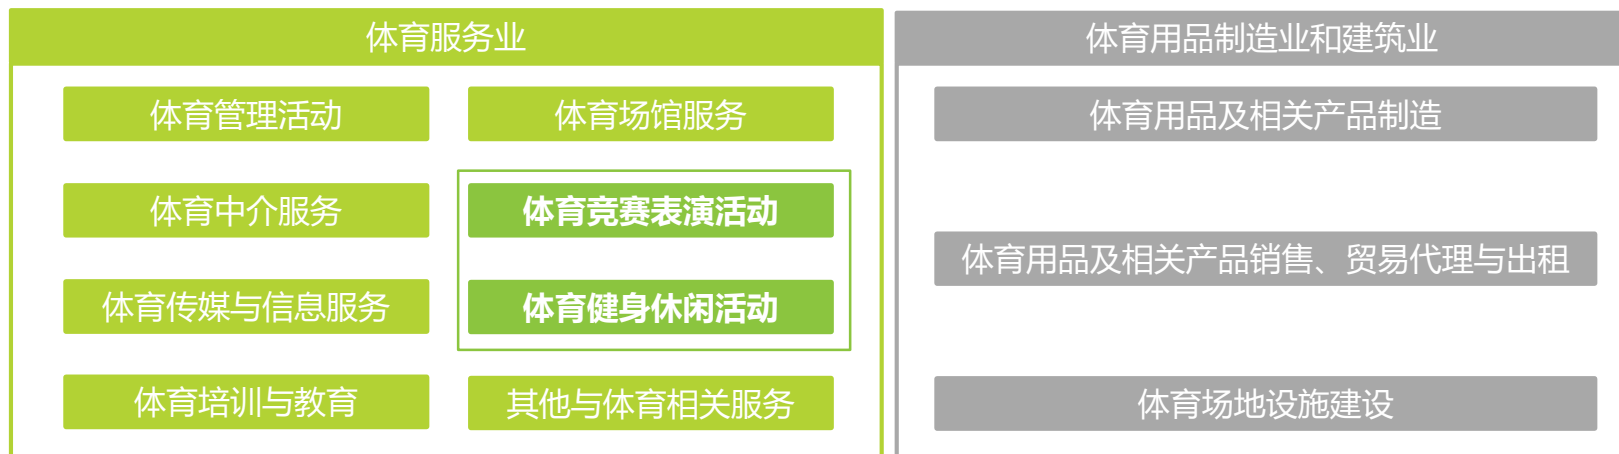 体育服务业
体育管理活动
体育场馆服务
体育中介服务
体育竞赛表演活动
体育传媒与信息服务
体育健身休闲活动
体育培训与教育
其他与体育相关服务
体育用品制造业和建筑业
体育用品及相关产品制造
体育用品及相关产品销售、贸易代理与出租
体育场地设施建设